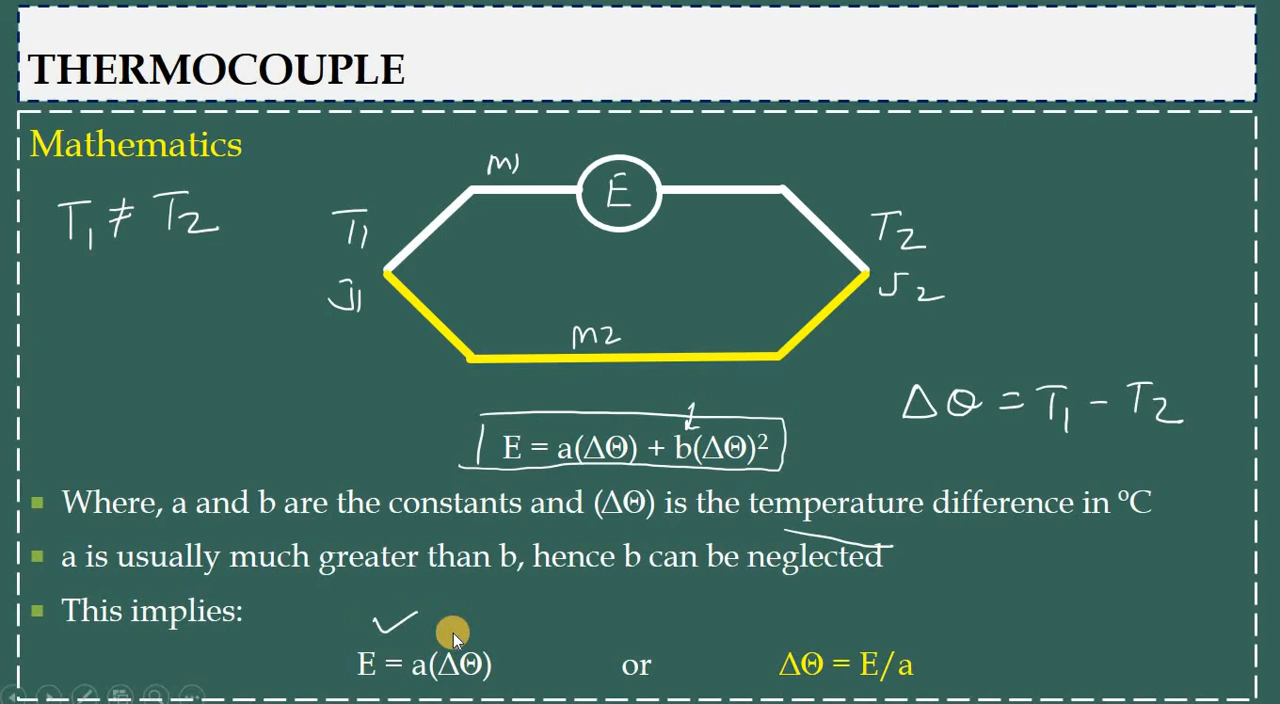 THERMOCOUPLE
Mathematics
T1 ≠ T2
m1
E
T1
T2
J1
J2
m2
Δθ = T1 - T2
E = a(ΔΘ) + b(ΔΘ)²
Where, a and b are the constants and (ΔΘ) is the temperature difference in ºC
a is usually much greater than b, hence b can be neglected
This implies:
E = a(ΔΘ) or ΔΘ = E/a